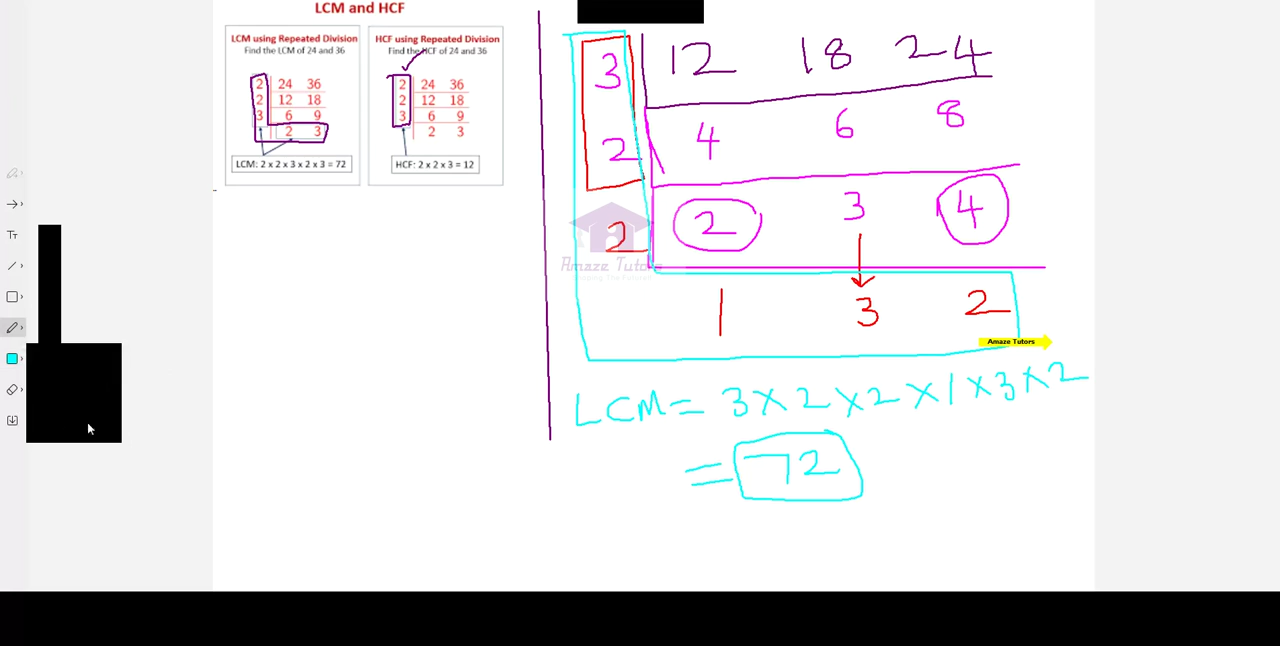 LCM and HCF
LCM using Repeated Division
Find the LCM of 24 and 36
2 24 36
2 12 18
3 6 9
2 3
LCM: 2 x 2 x 3 x 2 x 3 = 72
HCF using Repeated Division
Find the HCF of 24 and 36
2 24 36
2 12 18
3 6 9
2 3
HCF: 2 x 2 x 3 = 12
3 12 18 24
2 4 6 8
2 2 3 4
Amaze Tutors
1 3 2
Amaze Tutors
LCM = 3 x 2 x 2 x 1 x 3 x 2
= 72
Tт